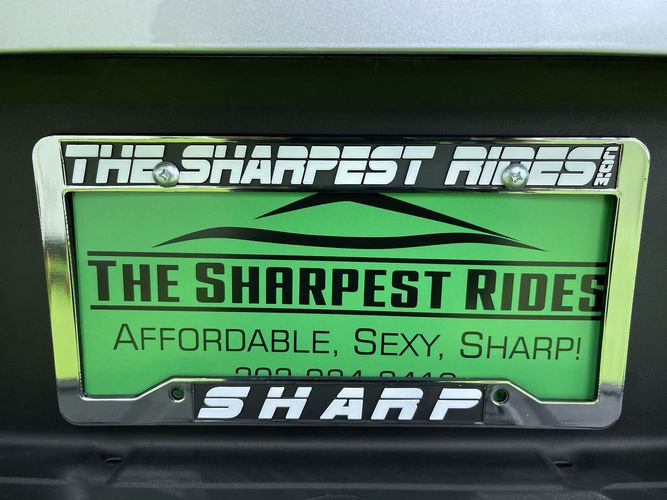 THE SHARPEST RIDES.COM
THE SHARPEST RIDES
AFFORDABLE, SEXY, SHARP!
SHARP